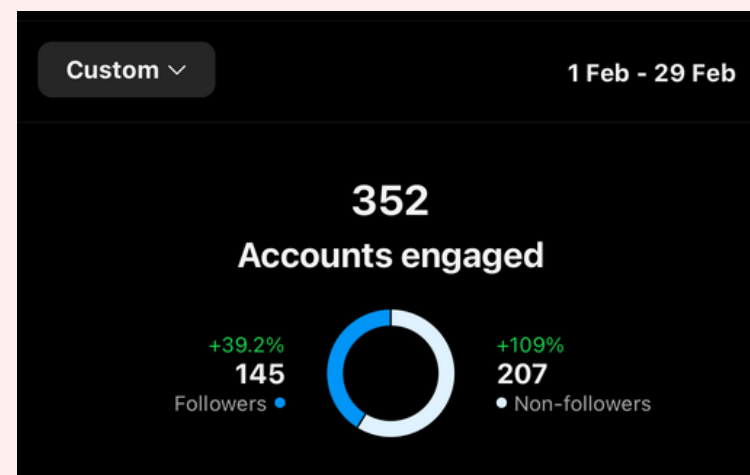 Custom
1 Feb - 29 Feb
352
Accounts engaged
+39.2%
145
Followers
+109%
207
Non-followers